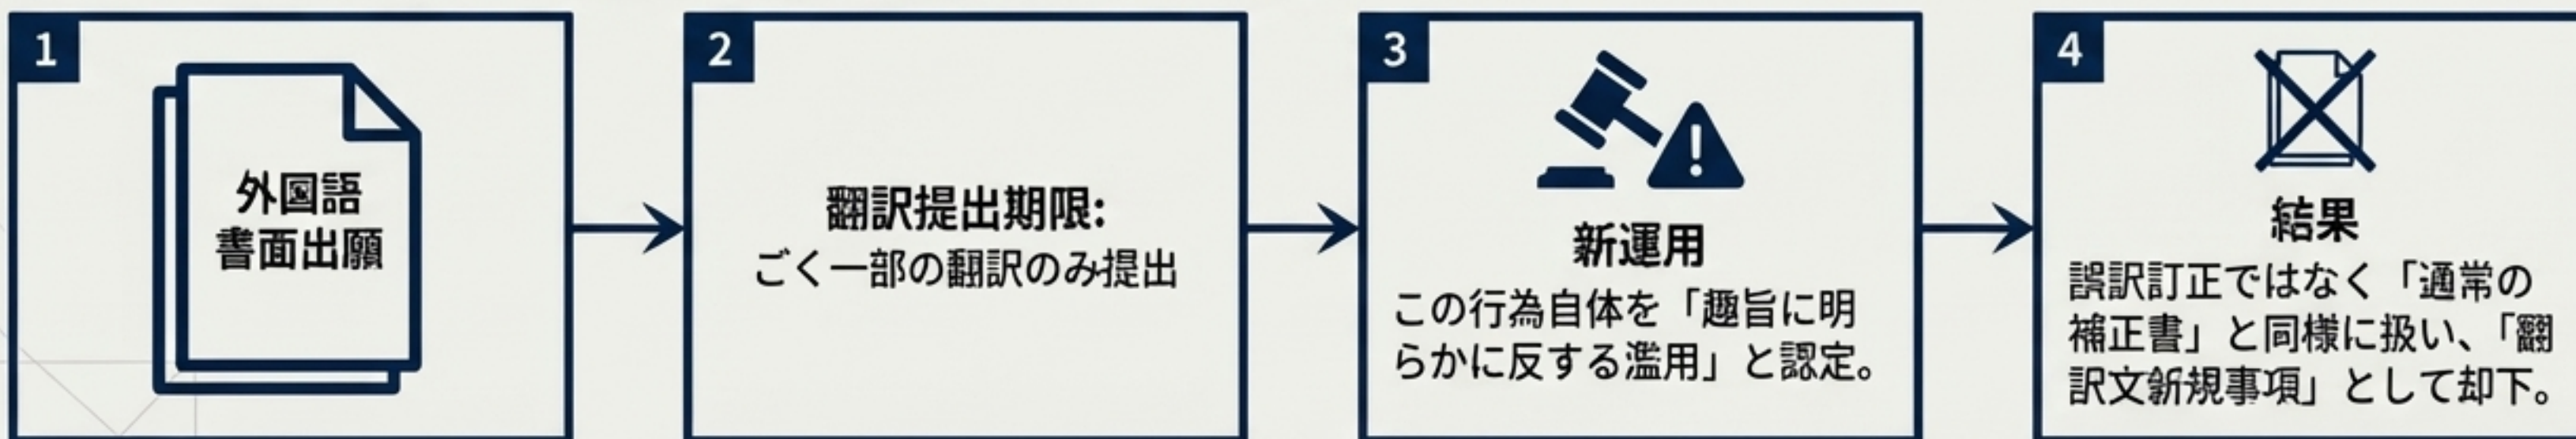 1
外国語
書面出願
2
翻訳提出期限:
ごく一部の翻訳のみ提出
3
新運用
この行為自体を「趣旨に明
らかに反する濫用」と認定。
4
結果
誤訳訂正ではなく「通常の
補正書」と同様に扱い、「翻
訳文新規事項」として却下。